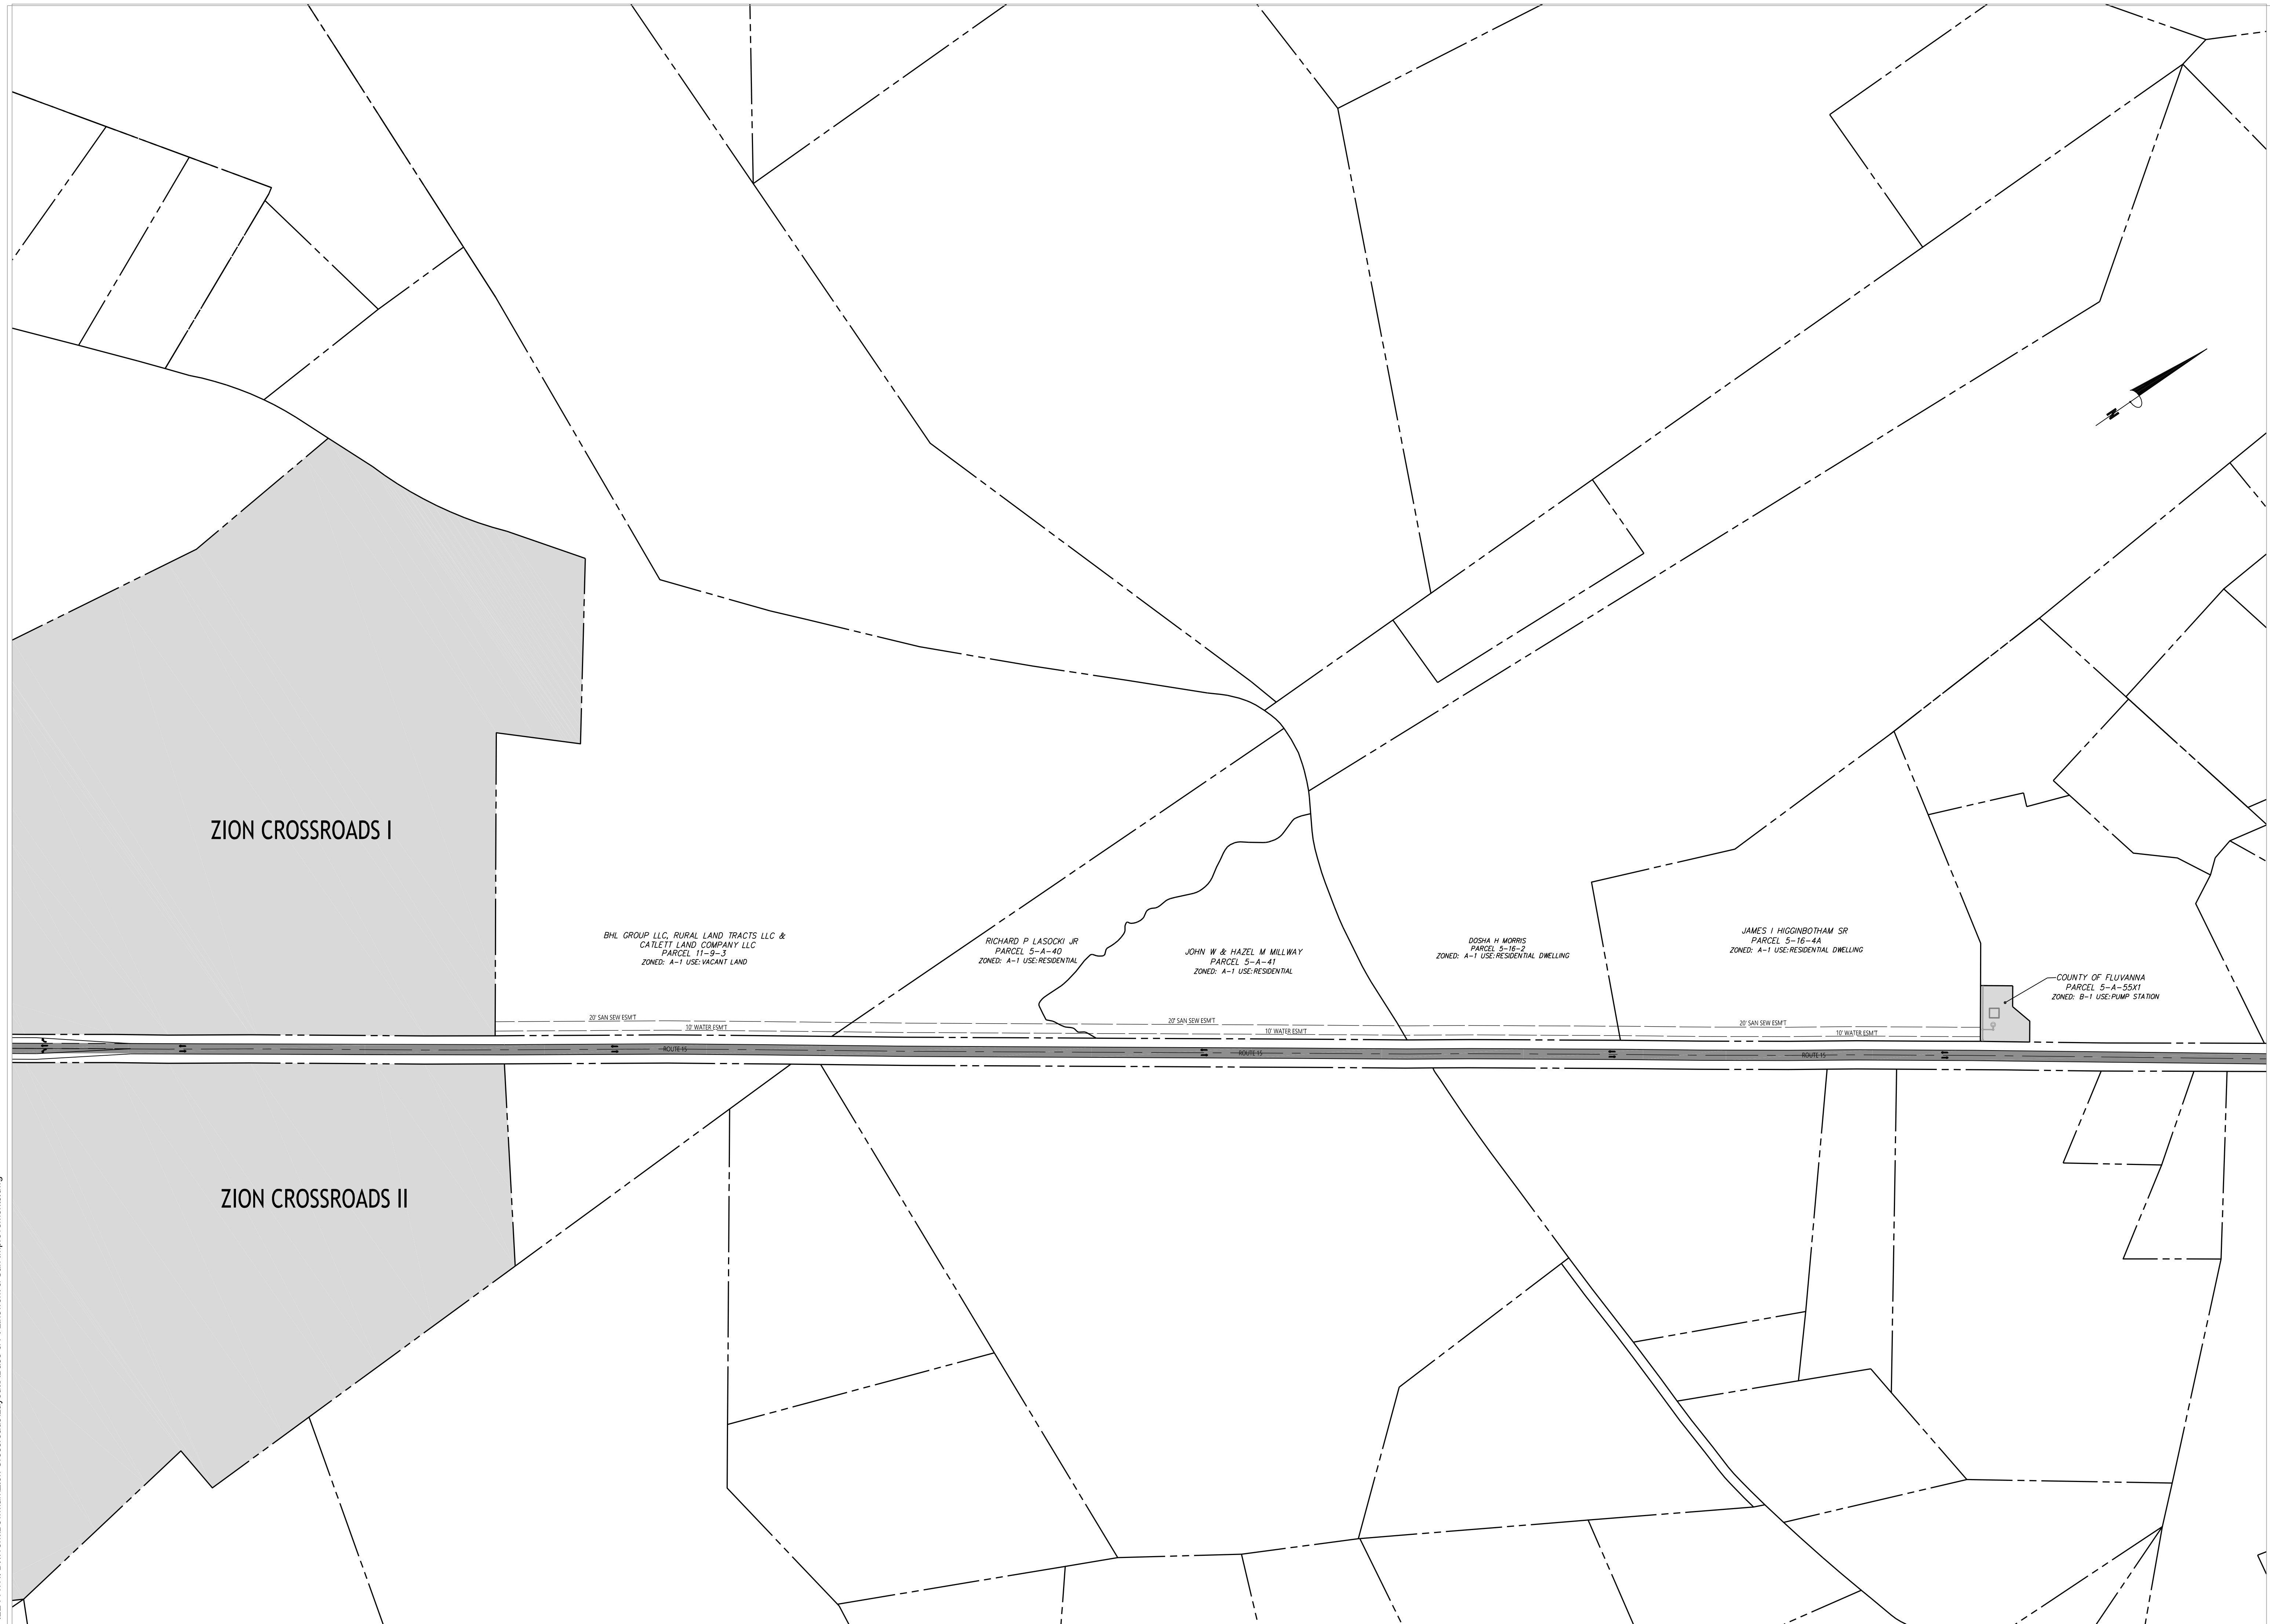 N
ZION CROSSROADS I
BHL GROUP LLC, RURAL LAND TRACTS LLC &
CATLETT LAND COMPANY LLC
PARCEL 11-9-3
ZONED: A-1 USE: VACANT LAND
RICHARD P LASOCKI JR
PARCEL 5-A-40
ZONED: A-1 USE: RESIDENTIAL
JOHN W & HAZEL M MILLWAY
PARCEL 5-A-41
ZONED: A-1 USE: RESIDENTIAL
DOSHA H MORRIS
PARCEL 5-16-2
ZONED: A-1 USE: RESIDENTIAL DWELLING
JAMES I HIGGINBOTHAM SR
PARCEL 5-16-4A
ZONED: A-1 USE: RESIDENTIAL DWELLING
COUNTY OF FLUVANNA
PARCEL 5-A-55X1
ZONED: B-1 USE: PUMP STATION
20' SAN SEW ESM'T
10' WATER ESM'T
20' SAN SEW ESM'T
10' WATER ESM'T
20' SAN SEW ESM'T
10' WATER ESM'T
ROUTE 15
ROUTE 15
ROUTE 15
ZION CROSSROADS II